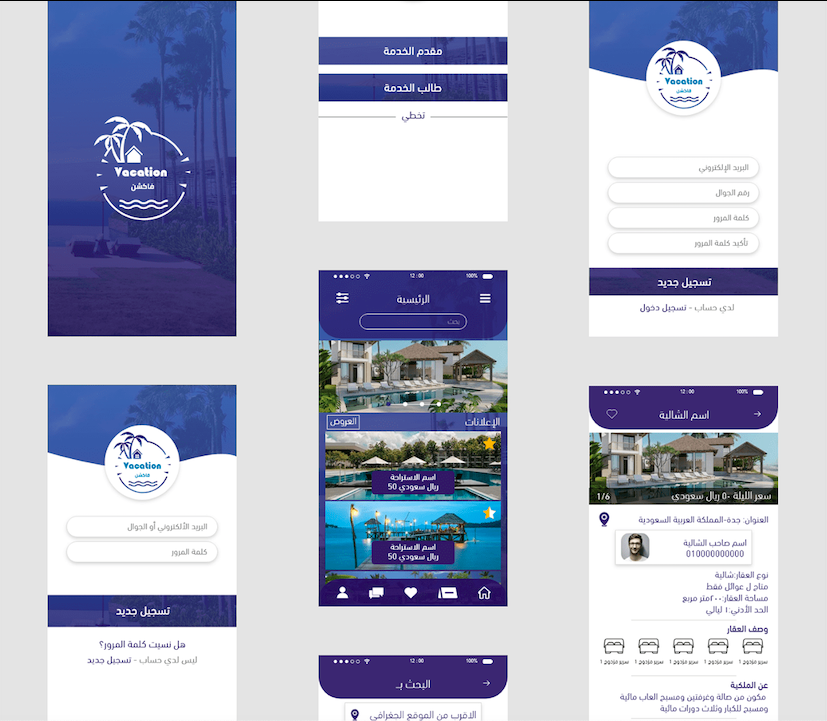 Vacation
فاكشن
البريد الألكتروني أو الجوال
كلمة المرور
تسجيل جديد
هل نسيت كلمة المرور؟
ليس لدي حساب - تسجيل جديد
مقدم الخدمة
طالب الخدمة
تخطي
12:00 100%
الرئيسية
بحث
الإعلانات
العروض
اسم الاستراحة
50 ريال سعودي
اسم الاستراحة
50 ريال سعودي
12:00 100%
البحث بـ
الاقرب من الموقع الجغرافي
Vacation
فاكشن
البريد الإلكتروني
رقم الجوال
كلمة المرور
تأكيد كلمة المرور
تسجيل جديد
لدي حساب - تسجيل دخول
12:00 100%
اسم الشالية
سعر الليلة ٥٠ ريال سعودي
1/6
العنوان: جدة-المملكة العربية السعودية
اسم صاحب الشالية
010000000000
نوع العقار:شالية
متاح ل عوائل فقط
مساحة العقار:٢٠٠متر مربع
الحد الأدني:١ ليالي
وصف العقار
سرير مزدوج 1
سرير مزدوج 1
سرير مزدوج 1
سرير مزدوج 1
سرير مزدوج 1
عن الملكية
مكون من صالة وغرفتين ومسبح العاب مائية
ومسبح للكبار وثلاث دورات مائية